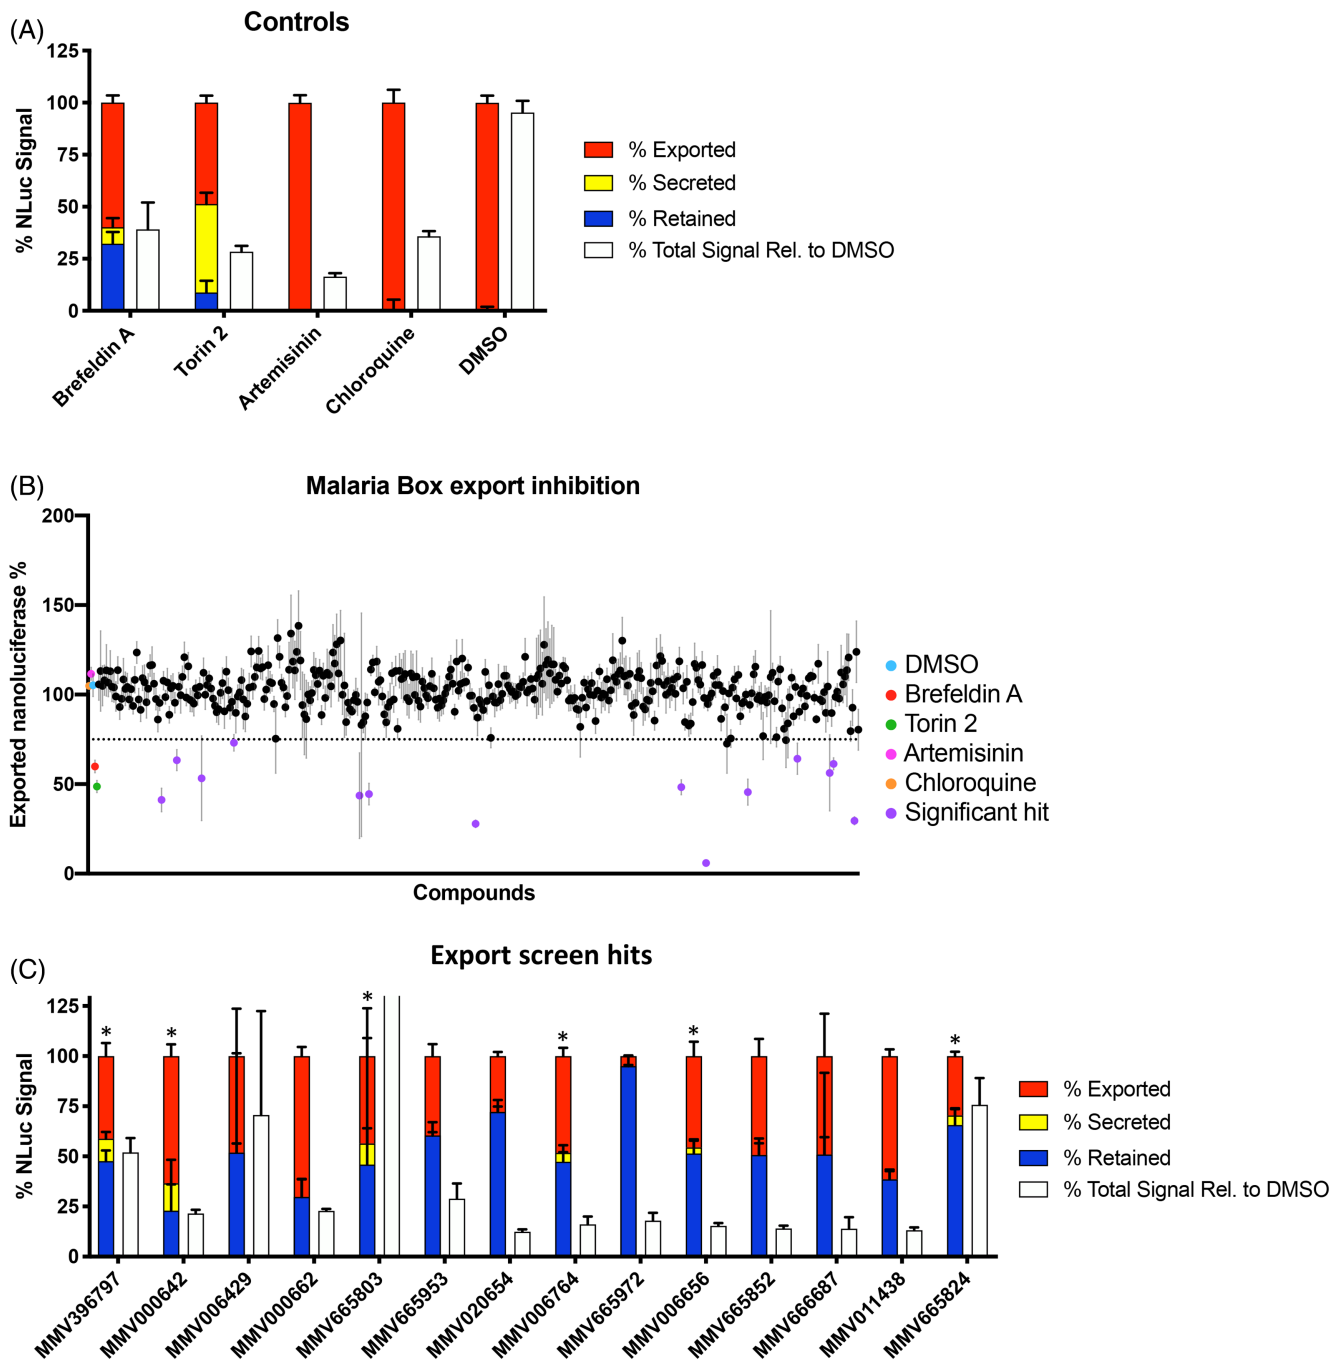 (A)
Controls
% NLuc Signal
125
100
75
50
25
0
Brefeldin A
Torin 2
Artemisinin
Chloroquine
DMSO
% Exported
% Secreted
% Retained
% Total Signal Rel. to DMSO
(B)
Malaria Box export inhibition
Exported nanoluciferase %
200
150
100
50
0
Compounds
DMSO
Brefeldin A
Torin 2
Artemisinin
Chloroquine
Significant hit
(C)
Export screen hits
% NLuc Signal
125
100
75
50
25
0
* * * * * *
MMV396797
MMV000642
MMV006429
MMV000662
MMV665803
MMV665953
MMV020654
MMV006764
MMV665972
MMV006656
MMV665852
MMV666687
MMV011438
MMV665824
% Exported
% Secreted
% Retained
% Total Signal Rel. to DMSO